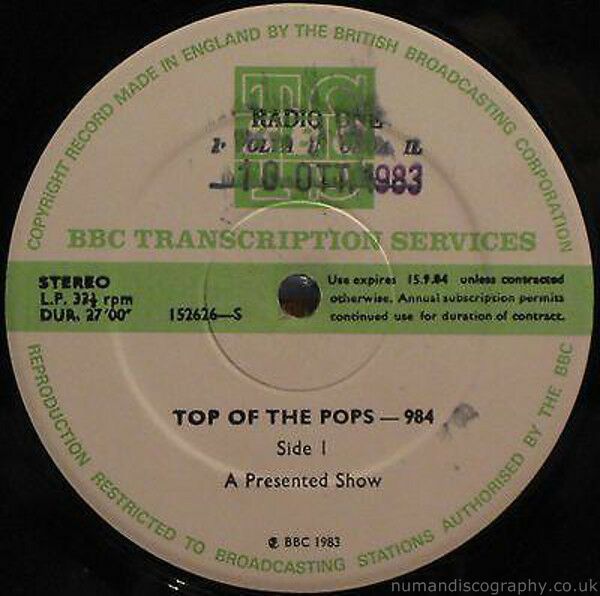 COPYRIGHT RECORD MADE IN ENGLAND BY THE BRITISH BROADCASTING CORPORATION
RADIO ONE
1983
BBC TRANSCRIPTION SERVICES
STEREO
L.P. 33⅓ rpm
DUR. 27'00"
152626—S
Use expires 15.9.84 unless contracted
otherwise. Annual subscription permits
continued use for duration of contract.
TOP OF THE POPS — 984
Side 1
A Presented Show
℗ BBC 1983
REPRODUCTION RESTRICTED TO BROADCASTING STATIONS AUTHORISED BY THE BBC
numandiscography.co.uk